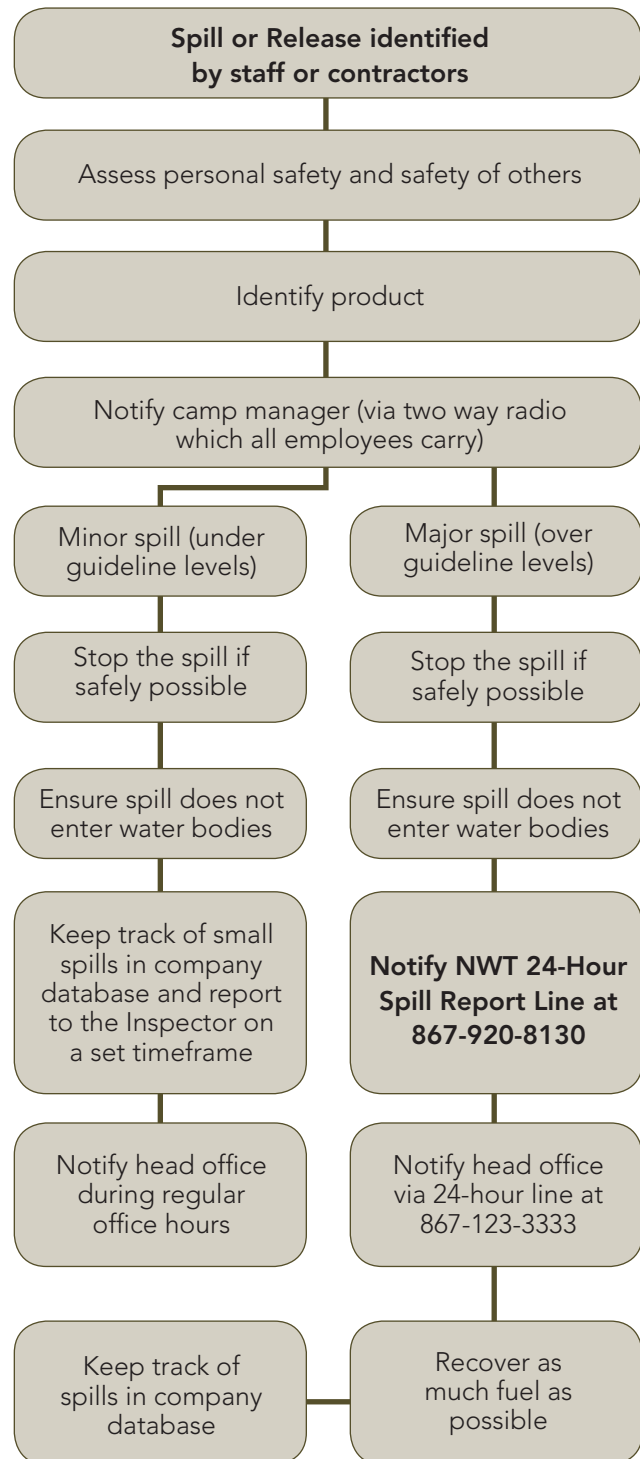 Spill or Release identified
by staff or contractors
Assess personal safety and safety of others
Identify product
Notify camp manager (via two way radio
which all employees carry)
Minor spill (under
guideline levels)
Stop the spill if
safely possible
Ensure spill does not
enter water bodies
Keep track of small
spills in company
database and report
to the Inspector on
a set timeframe
Notify head office
during regular
office hours
Major spill (over
guideline levels)
Stop the spill if
safely possible
Ensure spill does not
enter water bodies
Notify NWT 24-Hour
Spill Report Line at
867-920-8130
Notify head office
via 24-hour line at
867-123-3333
Recover as
much fuel as
possible
Keep track of
spills in company
database